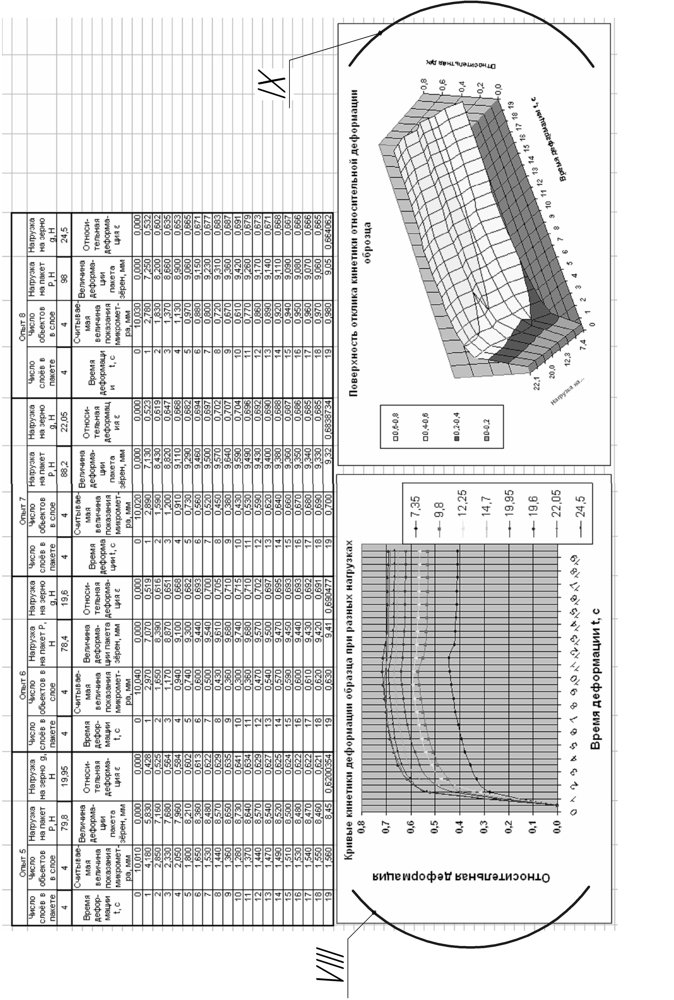 Опыт 5 Опыт 6 Опыт 7 Опыт 8
Число
слоёв в
пакете
Число
обьектов
в слое
Нагрузка
на пакет
P, Н
Нагрузка
на зерно g,
Н
Число
слоёв в
пакете
Число
обьектов в
слое
Нагрузка
на пакет P,
Н
Нагрузка
на зерно
g, Н
Число
слоёв в
пакете
Число
обьектов
в слое
Нагрузка
на пакет
P, Н
Нагрузка
на зерно
g, Н
Число
слоёв в
пакете
Число
обьектов
в слое
Нагрузка
на пакет
P, Н
Нагрузка
на зерно
g, Н
4 4 79,8 19,95 4 4 78,4 19,6 4 4 88,2 22,05 4 4 98 24,5
Время
дефор-
мации
t, с
Считывае-
мая
величина
показания
микромет-
ра, мм
Величина
деформа-
ции
пакета
зёрен, мм
Относи-
тельная
деформа-
ция ε
Время
дефор-
мации
t, с
Считывае-
мая
величина
показания
микромет-
ра, мм
Величина
деформа-
ции пакета
зёрен, мм
Относи-
тельная
деформа-
ция ε
Время
деформа
ции t, с
Считывае-
мая
величина
показания
микромет-
ра, мм
Величина
деформа-
ции
пакета
зёрен, мм
Относи-
тельная
деформац
ия ε
Время
деформаци
и t, с
Считывае-
мая
величина
показания
микромет-
ра, мм
Величина
деформа-
ции
пакета
зёрен, мм
Относи-
тельная
деформа-
ция ε
0 10,010 0,000 0,000 0 10,040 0,000 0,000 0 10,020 0,000 0,000 0 10,030 0,000 0,000
1 4,180 5,830 0,428 1 2,970 7,070 0,519 1 2,890 7,130 0,523 1 2,780 7,250 0,532
2 2,850 7,160 0,525 2 1,650 8,390 0,616 2 1,590 8,430 0,619 2 1,830 8,200 0,602
3 2,330 7,680 0,564 3 1,170 8,870 0,651 3 1,200 8,820 0,647 3 1,370 8,660 0,635
4 2,050 7,960 0,584 4 0,940 9,100 0,668 4 0,910 9,110 0,668 4 1,130 8,900 0,653
5 1,800 8,210 0,602 5 0,740 9,300 0,682 5 0,730 9,290 0,682 5 0,970 9,060 0,665
6 1,650 8,360 0,613 6 0,600 9,440 0,693 6 0,560 9,460 0,694 6 0,880 9,150 0,671
7 1,530 8,480 0,622 7 0,500 9,540 0,700 7 0,520 9,500 0,697 7 0,800 9,230 0,677
8 1,440 8,570 0,629 8 0,430 9,610 0,705 8 0,450 9,570 0,702 8 0,720 9,310 0,683
9 1,360 8,650 0,635 9 0,360 9,680 0,710 9 0,380 9,640 0,707 9 0,670 9,360 0,687
10 1,280 8,730 0,641 10 0,300 9,740 0,715 10 0,430 9,590 0,704 10 0,610 9,420 0,691
11 1,370 8,640 0,634 11 0,360 9,680 0,710 11 0,530 9,490 0,696 11 0,770 9,260 0,679
12 1,440 8,570 0,629 12 0,470 9,570 0,702 12 0,590 9,430 0,692 12 0,860 9,170 0,673
13 1,470 8,540 0,627 13 0,540 9,500 0,697 13 0,620 9,400 0,690 13 0,890 9,140 0,671
14 1,490 8,520 0,625 14 0,570 9,470 0,695 14 0,640 9,380 0,688 14 0,920 9,110 0,668
15 1,510 8,500 0,624 15 0,590 9,450 0,693 15 0,660 9,360 0,687 15 0,940 9,090 0,667
16 1,530 8,480 0,622 16 0,600 9,440 0,693 16 0,670 9,350 0,686 16 0,950 9,080 0,666
17 1,540 8,470 0,622 17 0,610 9,430 0,692 17 0,680 9,340 0,685 17 0,960 9,070 0,666
18 1,550 8,460 0,621 18 0,620 9,420 0,691 18 0,690 9,330 0,685 18 0,970 9,060 0,665
19 1,560 8,45 0,6200354 19 0,630 9,41 0,690477 19 0,700 9,32 0,6838734 19 0,980 9,05 0,664062
VIII
Кривые кинетики деформации образца при разных нагрузках
Относительная деформация
0,8
0,7
0,6
0,5
0,4
0,3
0,2
0,1
0,0
0 1 2 3 4 5 6 7 8 9 10 11 12 13 14 15 16 17 18 19
Время деформации t, с
7,35
9,8
12,25
14,7
19,95
19,6
22,05
24,5
IX
Поверхность отклика кинетики относительной деформации
оброзца
0,6-0,8
0,4-0,6
0,2-0,4
0-0,2
0,8
0,6
0,4
0,2
0,0
22,1
20,0
12,3
7,4
Нагрузка на...
0 1 2 3 4 5 6 7 8 9 10 11 12 13 14 15 16 17 18 19
Время деформации t, с